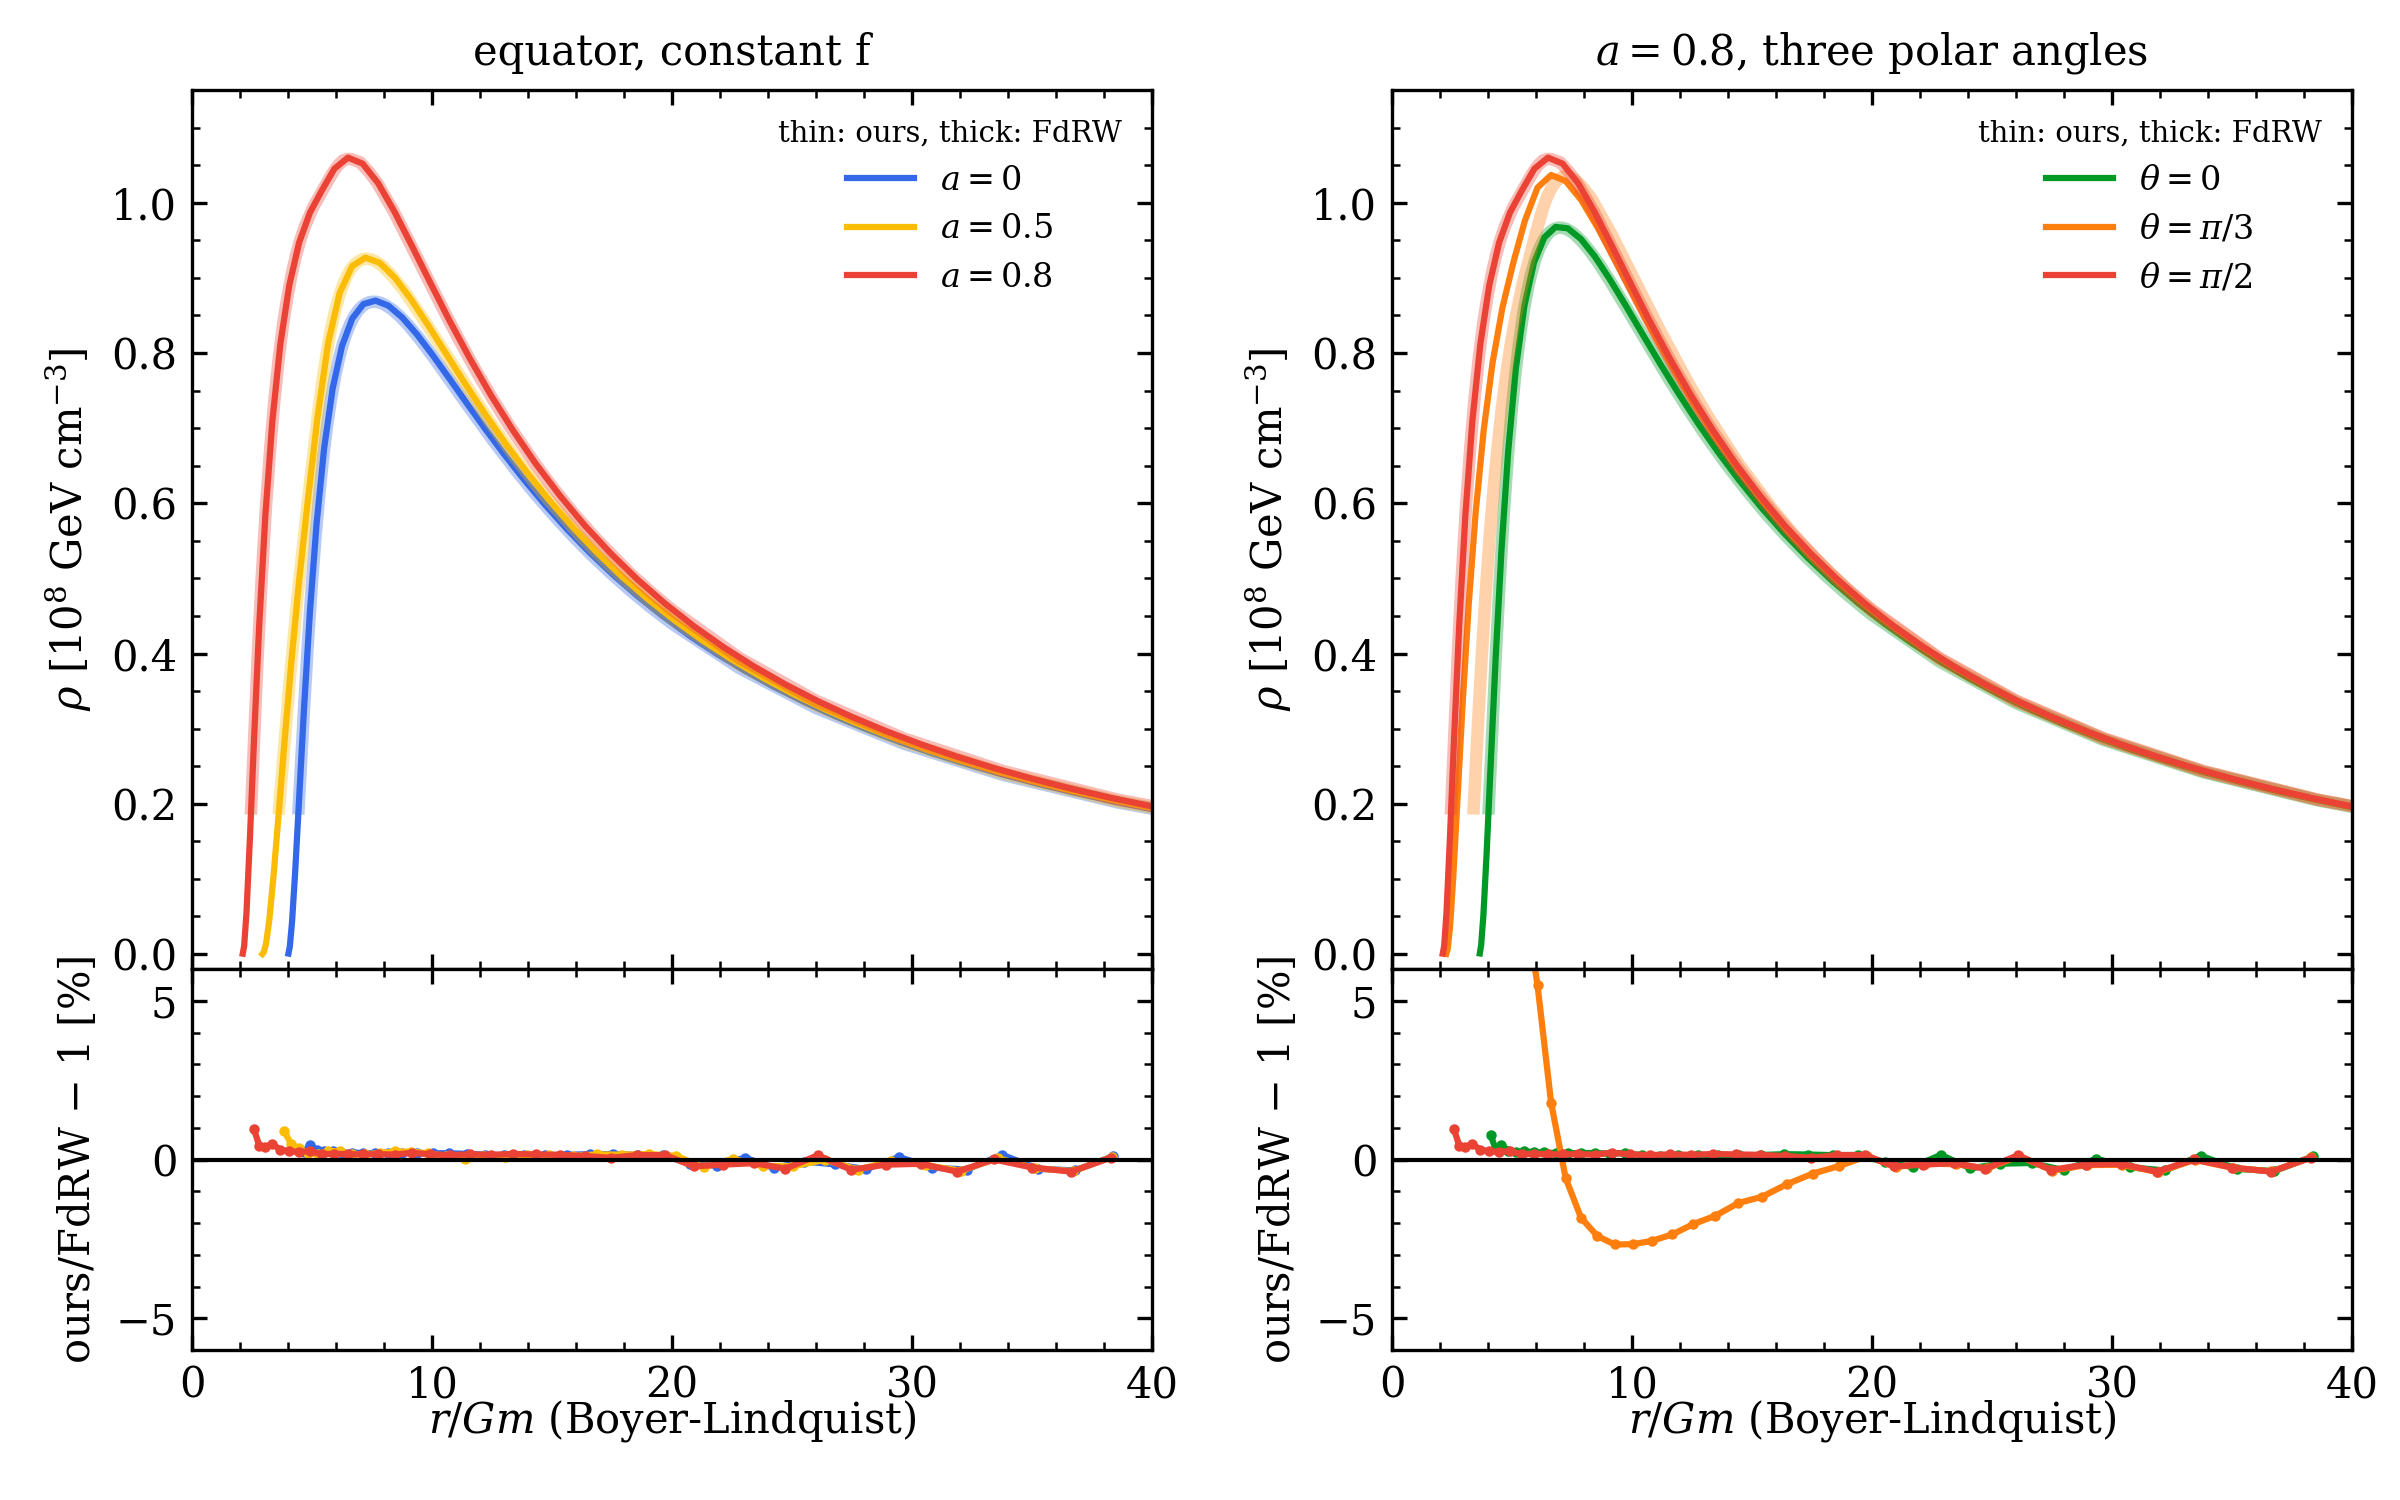 equator, constant f
thin: ours, thick: FdRW
a = 0
a = 0.5
a = 0.8
1.0
0.8
0.6
0.4
0.2
0.0
ρ [10⁸ GeV cm⁻³]
5
0
−5
ours/FdRW − 1 [%]
0 10 20 30 40
r/Gm (Boyer-Lindquist)
a = 0.8, three polar angles
thin: ours, thick: FdRW
θ = 0
θ = π/3
θ = π/2
1.0
0.8
0.6
0.4
0.2
0.0
ρ [10⁸ GeV cm⁻³]
5
0
−5
ours/FdRW − 1 [%]
0 10 20 30 40
r/Gm (Boyer-Lindquist)